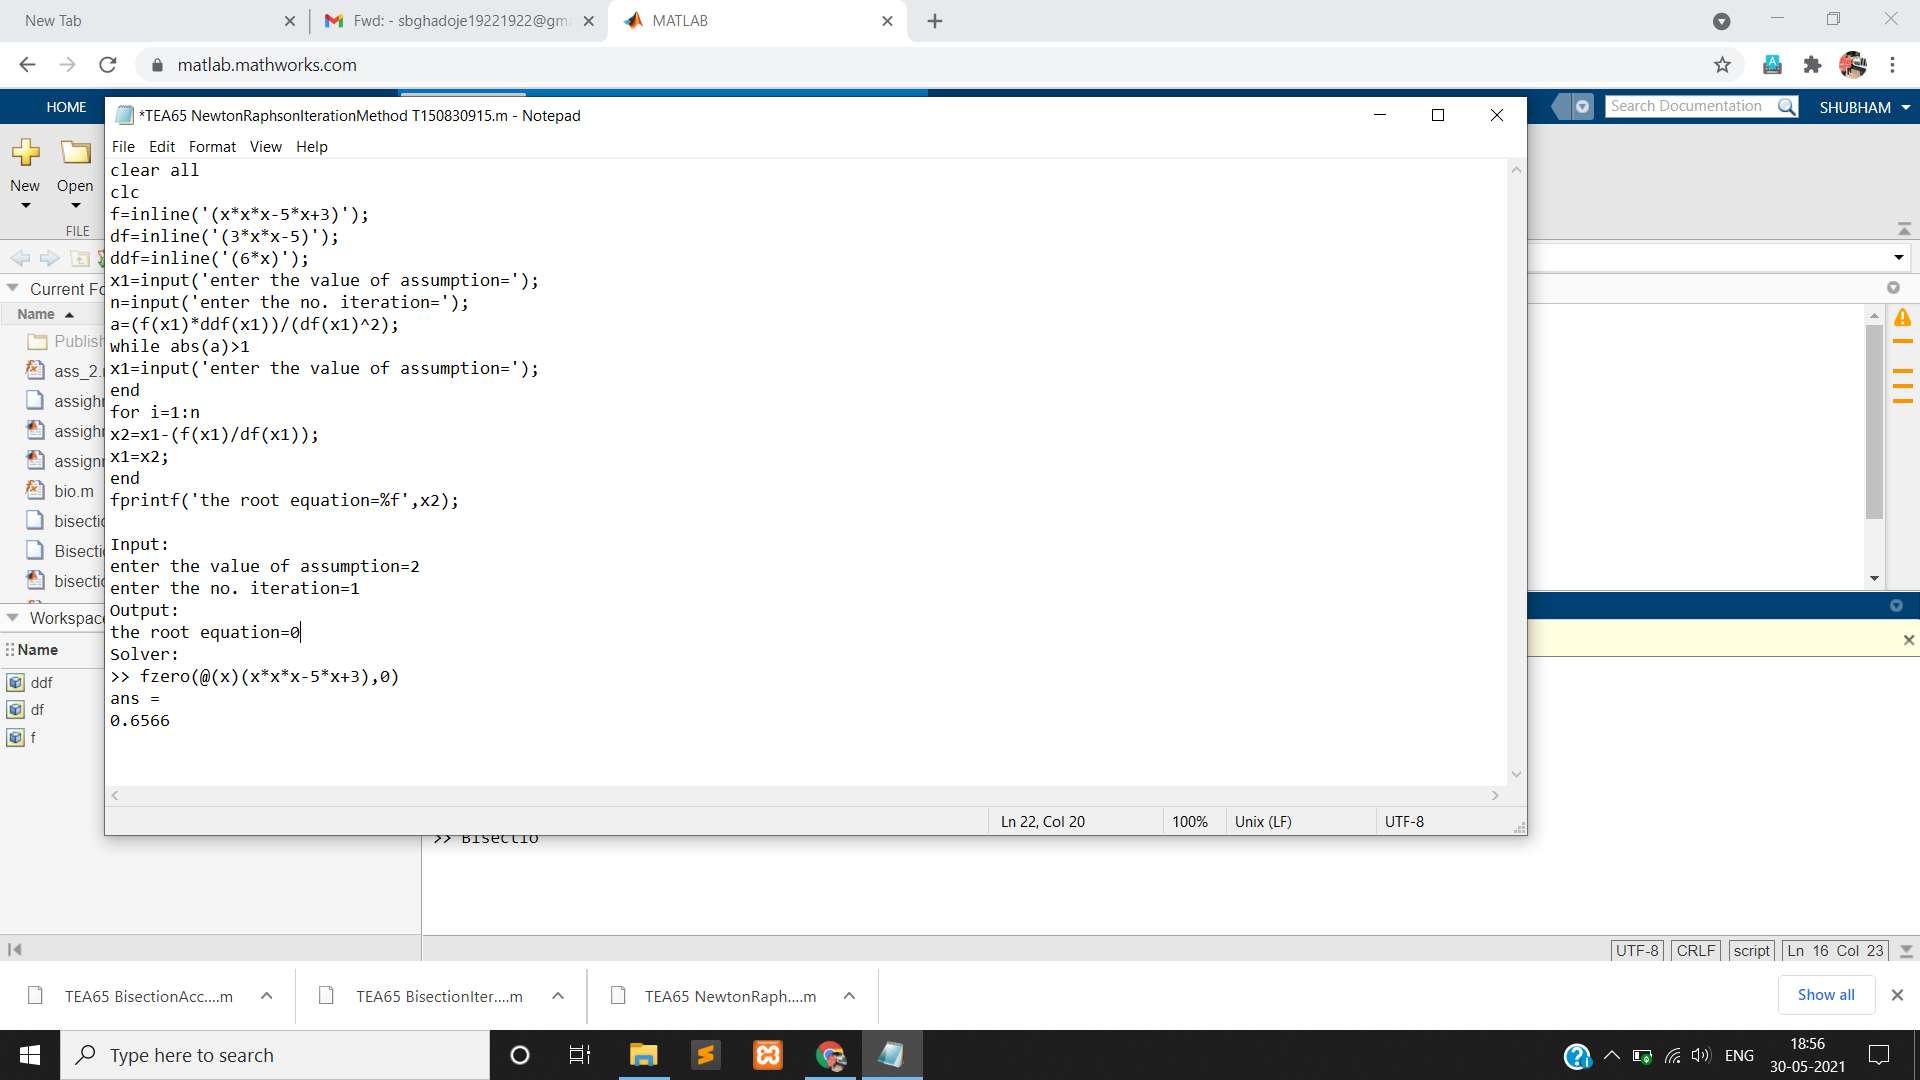 New Tab
Fwd: - sbghadoje19221922@gm
MATLAB
matlab.mathworks.com
HOME
Search Documentation
SHUBHAM
*TEA65 NewtonRaphsonIterationMethod T150830915.m - Notepad
File Edit Format View Help
New
Open
FILE
Current Fo
Name
Publish
ass_2.
assighr
assighr
assignr
bio.m
bisectio
Bisecti
bisectio
Workspac
Name
ddf
df
f
clear all
clc
f=inline('(x*x*x-5*x+3)');
df=inline('(3*x*x-5)');
ddf=inline('(6*x)');
x1=input('enter the value of assumption=');
n=input('enter the no. iteration=');
a=(f(x1)*ddf(x1))/(df(x1)^2);
while abs(a)>1
x1=input('enter the value of assumption=');
end
for i=1:n
x2=x1-(f(x1)/df(x1));
x1=x2;
end
fprintf('the root equation=%f',x2);
Input:
enter the value of assumption=2
enter the no. iteration=1
Output:
the root equation=0
Solver:
>> fzero(@(x)(x*x*x-5*x+3),0)
ans =
0.6566
Ln 22, Col 20
100%
Unix (LF)
UTF-8
>> Bisectio
UTF-8
CRLF
script
Ln 16 Col 23
TEA65 BisectionAcc....m
TEA65 BisectionIter....m
TEA65 NewtonRaph....m
Show all
Type here to search
ENG
18:56
30-05-2021